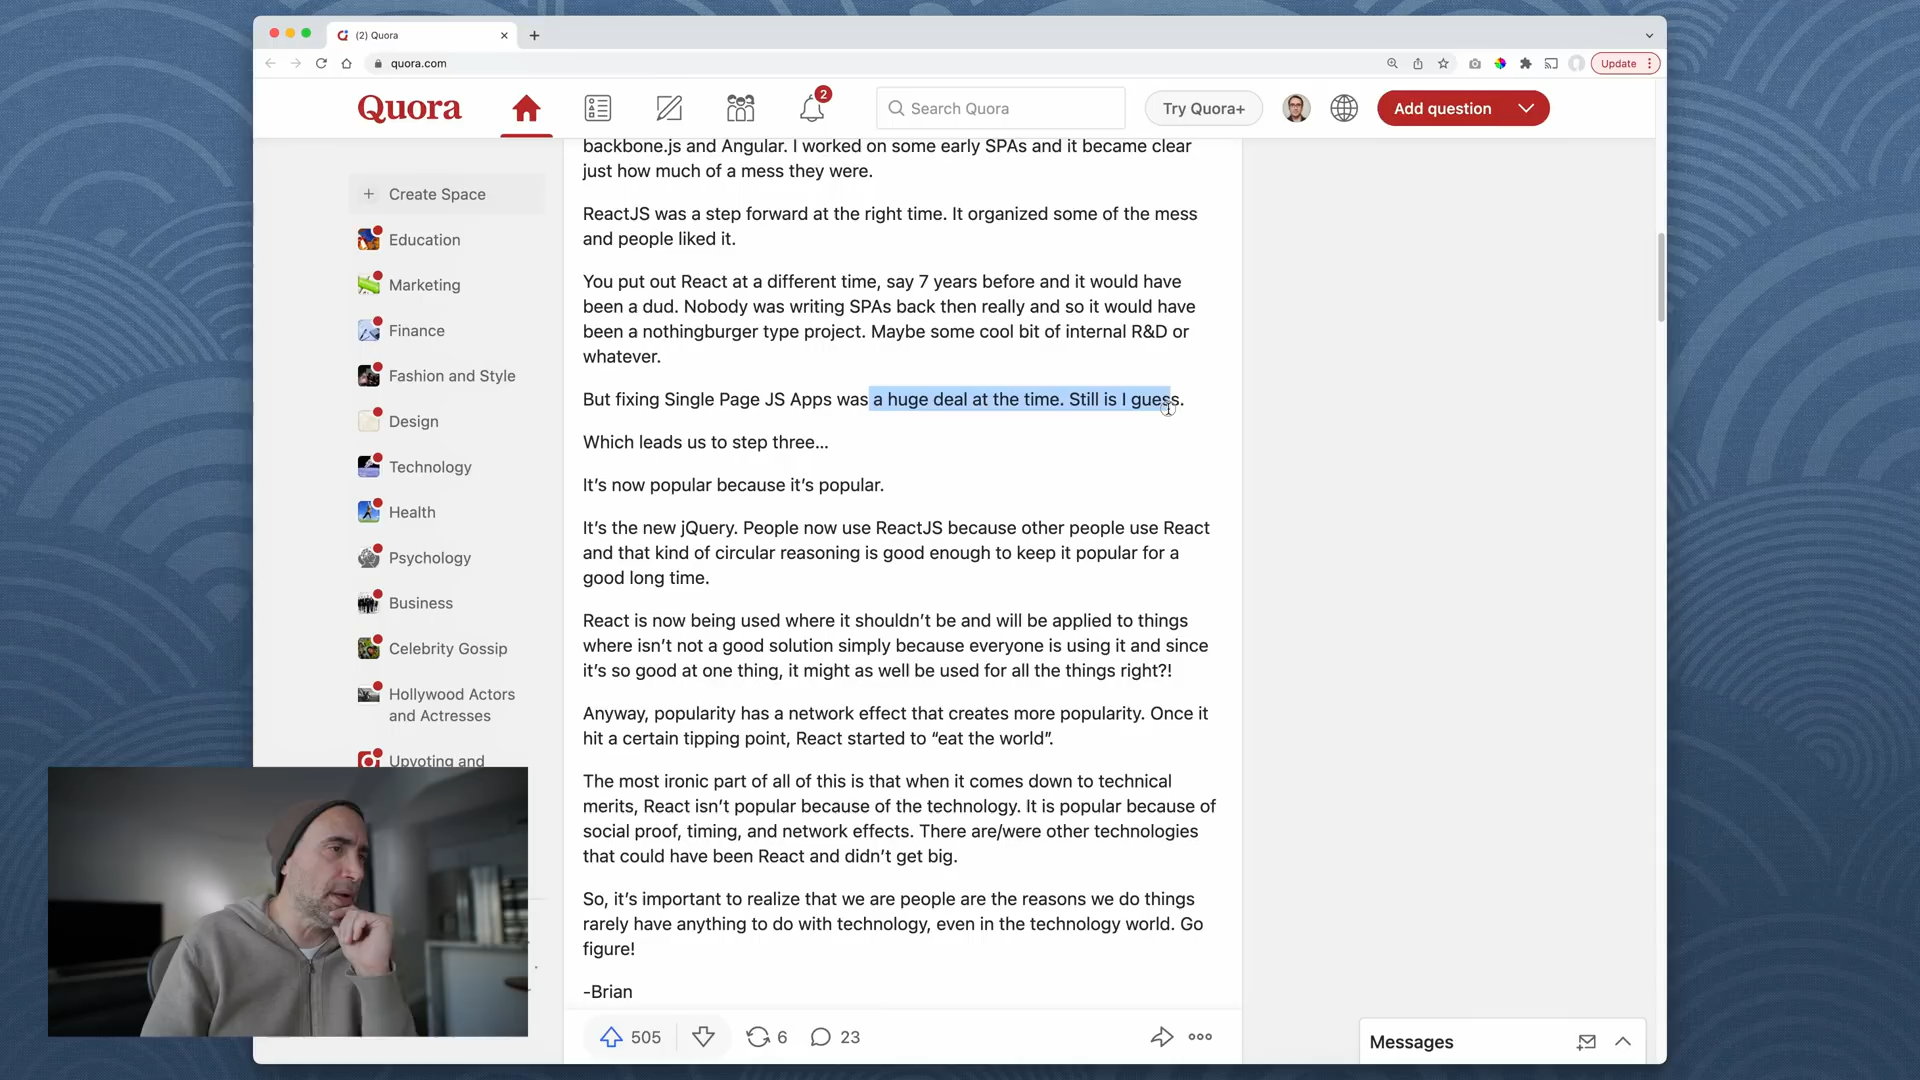 (2) Quora
quora.com
Update
Quora
2
Search Quora
Try Quora+
Add question
Create Space
Education
Marketing
Finance
Fashion and Style
Design
Technology
Health
Psychology
Business
Celebrity Gossip
Hollywood Actors
and Actresses
Upvoting and
backbone.js and Angular. I worked on some early SPAs and it became clear
just how much of a mess they were.
ReactJS was a step forward at the right time. It organized some of the mess
and people liked it.
You put out React at a different time, say 7 years before and it would have
been a dud. Nobody was writing SPAs back then really and so it would have
been a nothingburger type project. Maybe some cool bit of internal R&D or
whatever.
But fixing Single Page JS Apps was a huge deal at the time. Still is I guess.
Which leads us to step three...
It's now popular because it's popular.
It's the new jQuery. People now use ReactJS because other people use React
and that kind of circular reasoning is good enough to keep it popular for a
good long time.
React is now being used where it shouldn't be and will be applied to things
where isn't not a good solution simply because everyone is using it and since
it's so good at one thing, it might as well be used for all the things right?!
Anyway, popularity has a network effect that creates more popularity. Once it
hit a certain tipping point, React started to “eat the world”.
The most ironic part of all of this is that when it comes down to technical
merits, React isn't popular because of the technology. It is popular because of
social proof, timing, and network effects. There are/were other technologies
that could have been React and didn't get big.
So, it's important to realize that we are people are the reasons we do things
rarely have anything to do with technology, even in the technology world. Go
figure!
-Brian
505
6
23
Messages